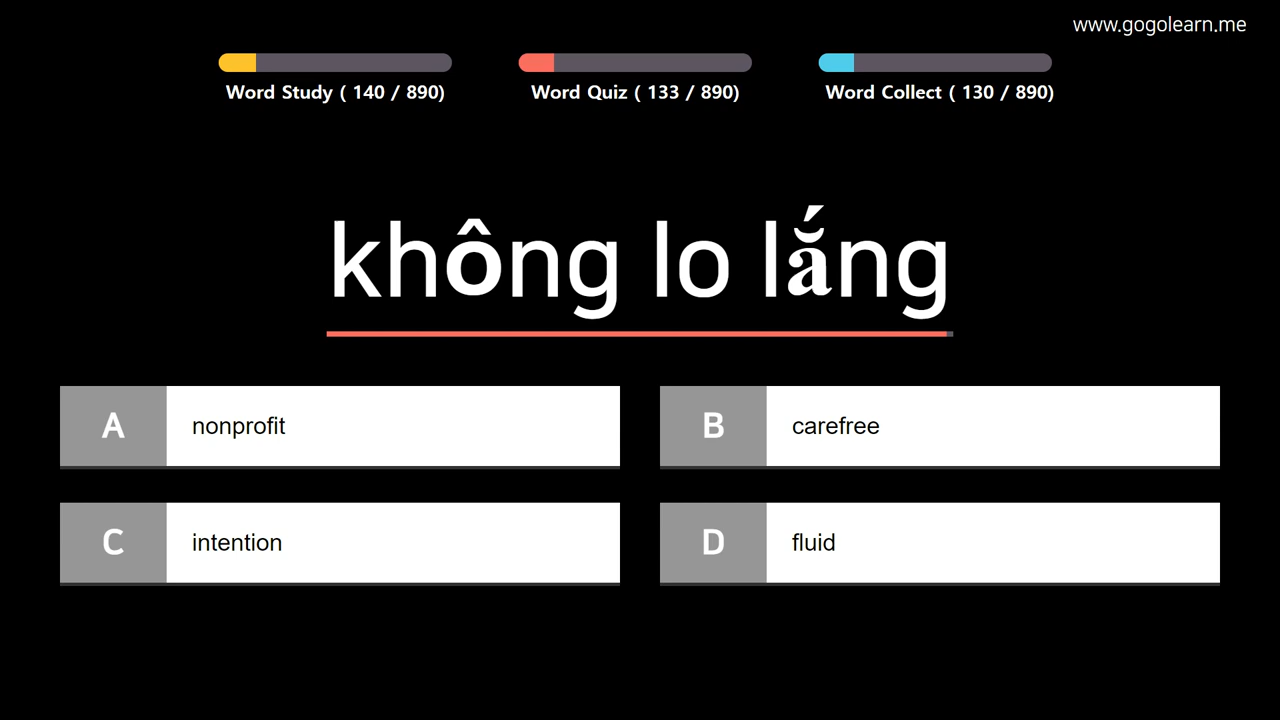 www.gogolearn.me
Word Study ( 140 / 890)
Word Quiz ( 133 / 890)
Word Collect ( 130 / 890)
không lo lắng
A nonprofit
B carefree
C intention
D fluid